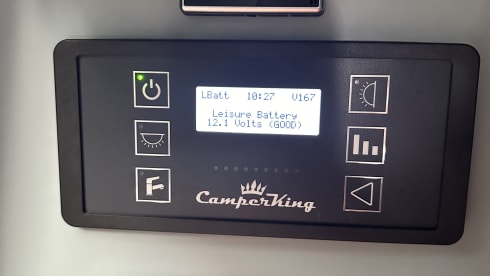 LBatt 10:27 V167
Leisure Battery
12.1 Volts (GOOD)
CamperKing